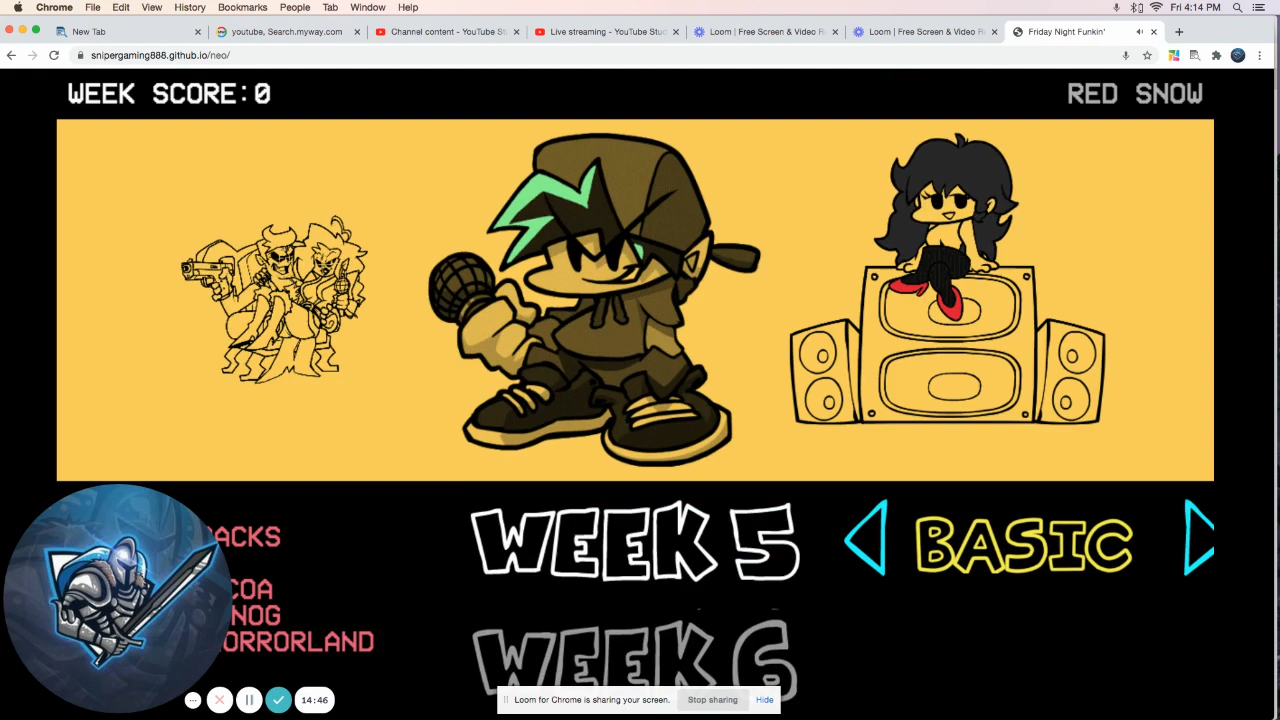 Chrome File Edit View History Bookmarks People Tab Window Help Fri 4:14 PM
New Tab youtube, Search.myway.com Channel content - YouTube St Live streaming - YouTube Stud Loom | Free Screen & Video R Loom | Free Screen & Video R Friday Night Funkin'
snipergaming888.github.io/neo/
WEEK SCORE:0 RED SNOW
ACKS
COA
NOG
ORRORLAND
WEEK 5
BASIC
WEEK 6
14:46
Loom for Chrome is sharing your screen. Stop sharing Hide